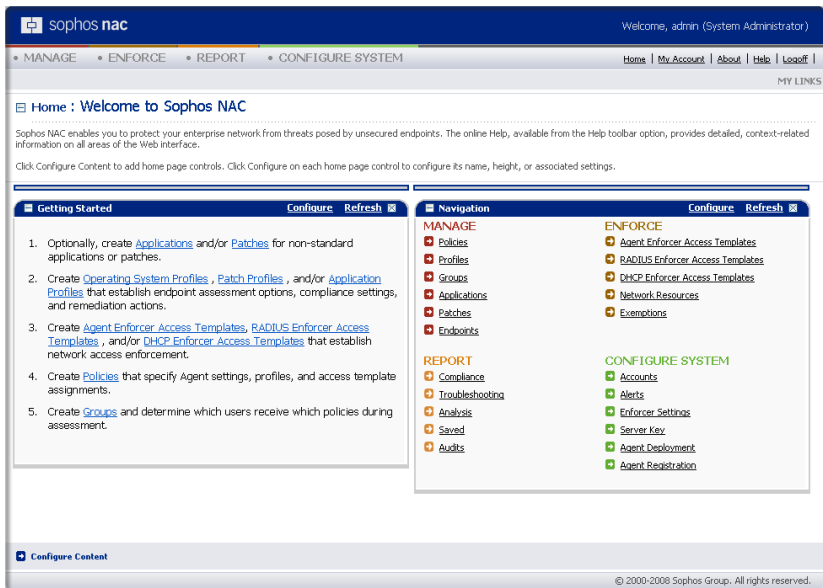 sophos nac
Welcome, admin (System Administrator)
• MANAGE • ENFORCE • REPORT • CONFIGURE SYSTEM
Home | My Account | About | Help | Logoff |
MY LINKS
Home : Welcome to Sophos NAC
Sophos NAC enables you to protect your enterprise network from threats posed by unsecured endpoints. The online Help, available from the Help toolbar option, provides detailed, context-related
information on all areas of the Web interface.
Click Configure Content to add home page controls. Click Configure on each home page control to configure its name, height, or associated settings.
Getting Started Configure Refresh
1. Optionally, create Applications and/or Patches for non-standard
applications or patches.
2. Create Operating System Profiles , Patch Profiles , and/or Application
Profiles that establish endpoint assessment options, compliance settings,
and remediation actions.
3. Create Agent Enforcer Access Templates, RADIUS Enforcer Access
Templates , and/or DHCP Enforcer Access Templates that establish
network access enforcement.
4. Create Policies that specify Agent settings, profiles, and access template
assignments.
5. Create Groups and determine which users receive which policies during
assessment.
Navigation Configure Refresh
MANAGE
Policies
Profiles
Groups
Applications
Patches
Endpoints
ENFORCE
Agent Enforcer Access Templates
RADIUS Enforcer Access Templates
DHCP Enforcer Access Templates
Network Resources
Exemptions
REPORT
Compliance
Troubleshooting
Analysis
Saved
Audits
CONFIGURE SYSTEM
Accounts
Alerts
Enforcer Settings
Server Key
Agent Deployment
Agent Registration
Configure Content
© 2000-2008 Sophos Group. All rights reserved.